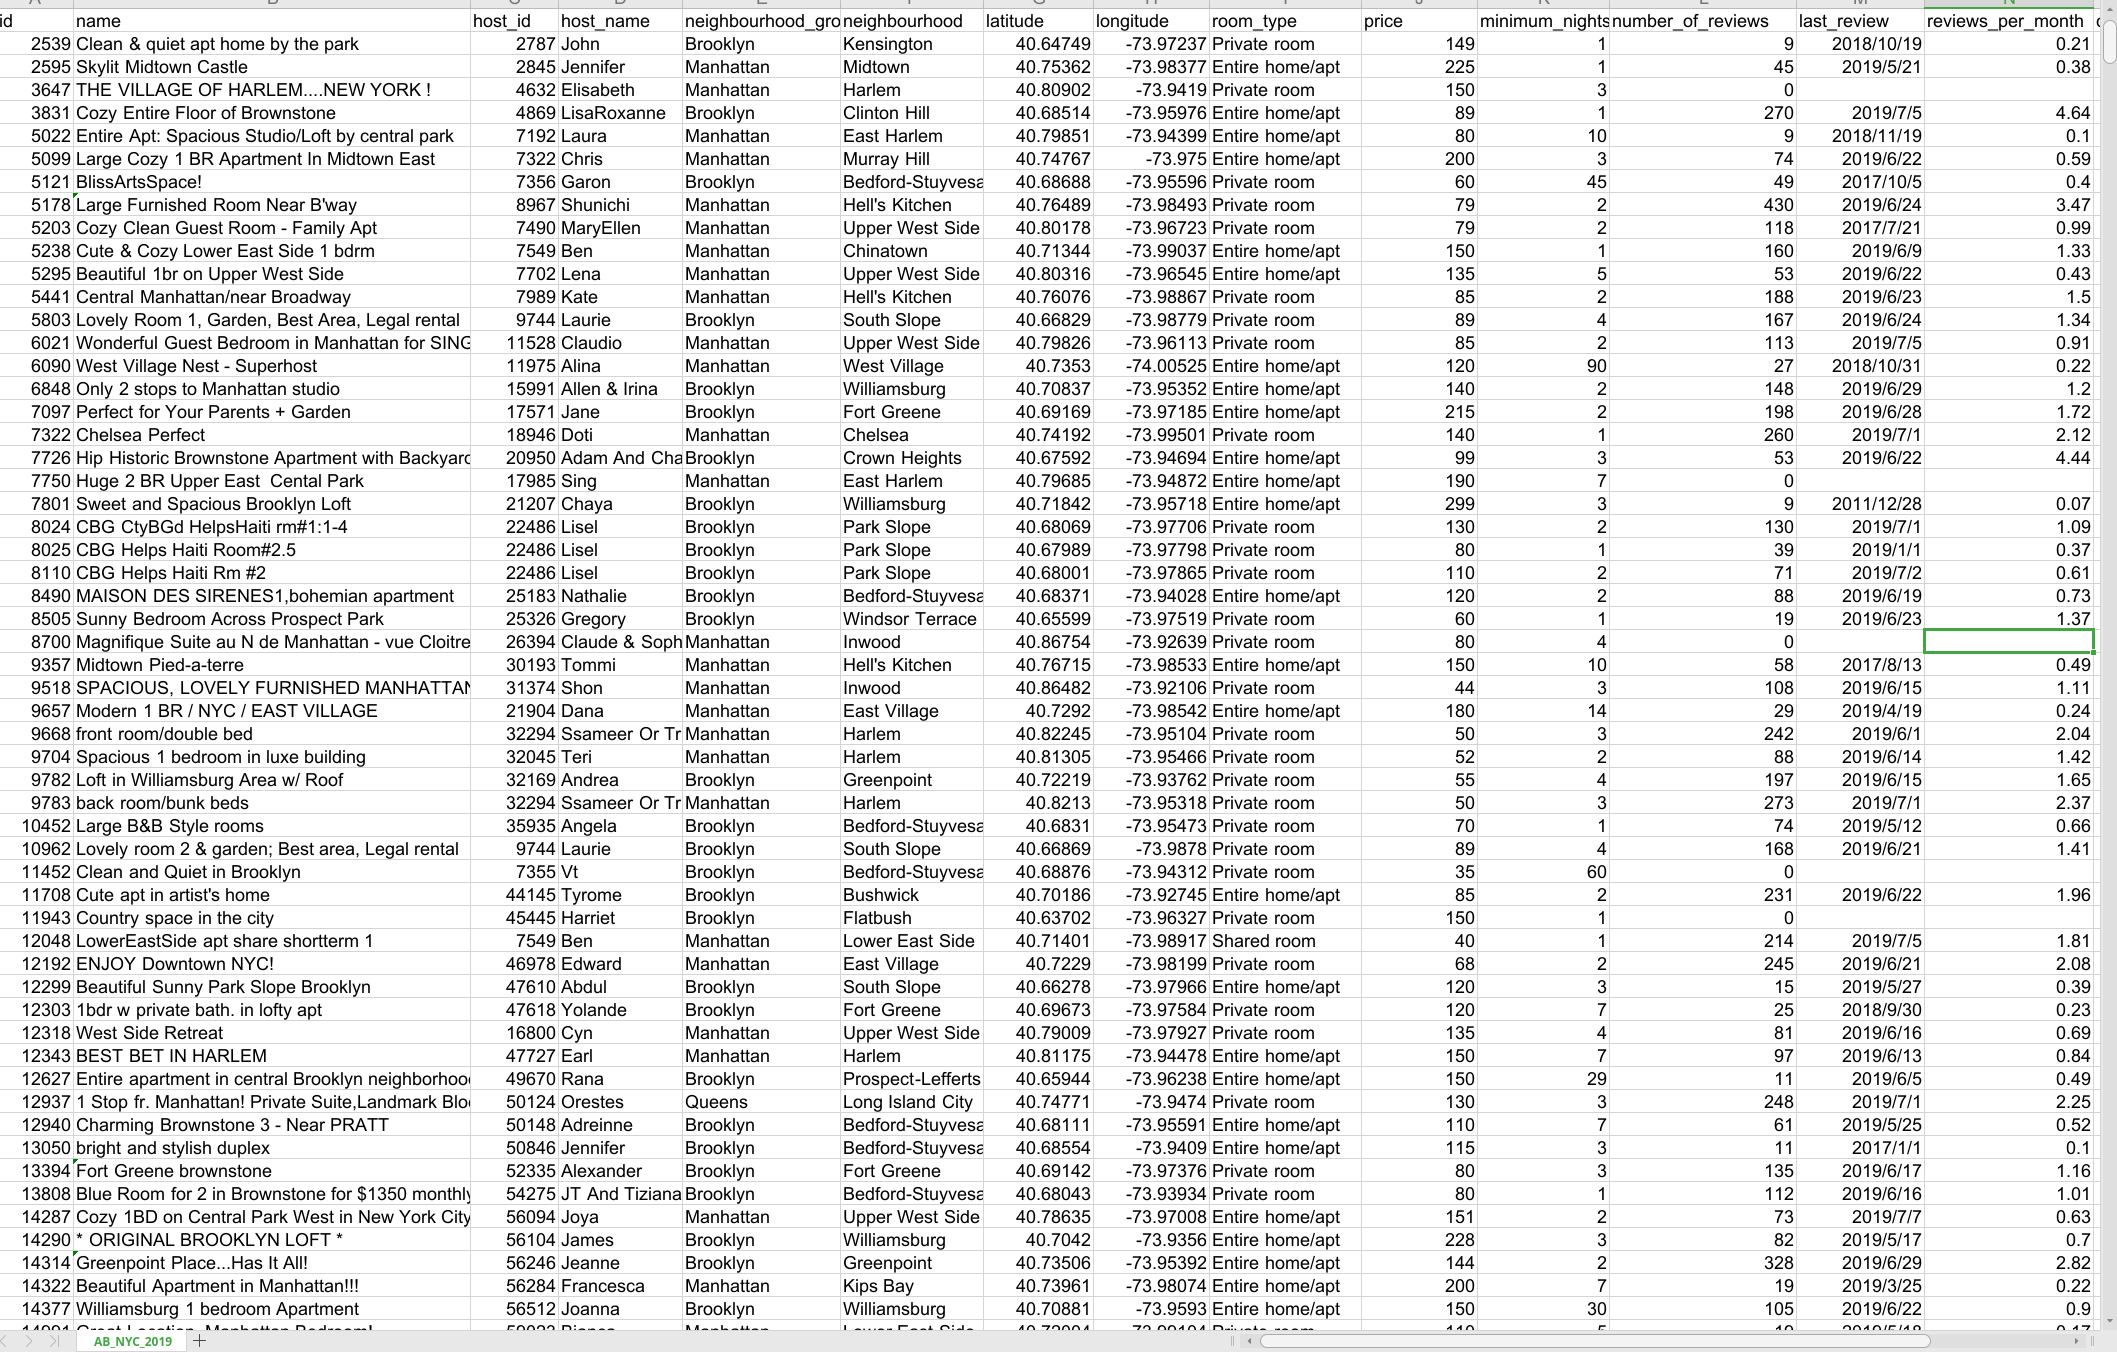 id name host_id host_name neighbourhood_gro neighbourhood latitude longitude room_type price minimum_nights number_of_reviews last_review reviews_per_month
2539 Clean & quiet apt home by the park 2787 John Brooklyn Kensington 40.64749 -73.97237 Private room 149 1 9 2018/10/19 0.21
2595 Skylit Midtown Castle 2845 Jennifer Manhattan Midtown 40.75362 -73.98377 Entire home/apt 225 1 45 2019/5/21 0.38
3647 THE VILLAGE OF HARLEM....NEW YORK ! 4632 Elisabeth Manhattan Harlem 40.80902 -73.9419 Private room 150 3 0
3831 Cozy Entire Floor of Brownstone 4869 LisaRoxanne Brooklyn Clinton Hill 40.68514 -73.95976 Entire home/apt 89 1 270 2019/7/5 4.64
5022 Entire Apt: Spacious Studio/Loft by central park 7192 Laura Manhattan East Harlem 40.79851 -73.94399 Entire home/apt 80 10 9 2018/11/19 0.1
5099 Large Cozy 1 BR Apartment In Midtown East 7322 Chris Manhattan Murray Hill 40.74767 -73.975 Entire home/apt 200 3 74 2019/6/22 0.59
5121 BlissArtsSpace! 7356 Garon Brooklyn Bedford-Stuyvesa 40.68688 -73.95596 Private room 60 45 49 2017/10/5 0.4
5178 Large Furnished Room Near B'way 8967 Shunichi Manhattan Hell's Kitchen 40.76489 -73.98493 Private room 79 2 430 2019/6/24 3.47
5203 Cozy Clean Guest Room - Family Apt 7490 MaryEllen Manhattan Upper West Side 40.80178 -73.96723 Private room 79 2 118 2017/7/21 0.99
5238 Cute & Cozy Lower East Side 1 bdrm 7549 Ben Manhattan Chinatown 40.71344 -73.99037 Entire home/apt 150 1 160 2019/6/9 1.33
5295 Beautiful 1br on Upper West Side 7702 Lena Manhattan Upper West Side 40.80316 -73.96545 Entire home/apt 135 5 53 2019/6/22 0.43
5441 Central Manhattan/near Broadway 7989 Kate Manhattan Hell's Kitchen 40.76076 -73.98867 Private room 85 2 188 2019/6/23 1.5
5803 Lovely Room 1, Garden, Best Area, Legal rental 9744 Laurie Brooklyn South Slope 40.66829 -73.98779 Private room 89 4 167 2019/6/24 1.34
6021 Wonderful Guest Bedroom in Manhattan for SING 11528 Claudio Manhattan Upper West Side 40.79826 -73.96113 Private room 85 2 113 2019/7/5 0.91
6090 West Village Nest - Superhost 11975 Alina Manhattan West Village 40.7353 -74.00525 Entire home/apt 120 90 27 2018/10/31 0.22
6848 Only 2 stops to Manhattan studio 15991 Allen & Irina Brooklyn Williamsburg 40.70837 -73.95352 Entire home/apt 140 2 148 2019/6/29 1.2
7097 Perfect for Your Parents + Garden 17571 Jane Brooklyn Fort Greene 40.69169 -73.97185 Entire home/apt 215 2 198 2019/6/28 1.72
7322 Chelsea Perfect 18946 Doti Manhattan Chelsea 40.74192 -73.99501 Private room 140 1 260 2019/7/1 2.12
7726 Hip Historic Brownstone Apartment with Backyard 20950 Adam And Cha Brooklyn Crown Heights 40.67592 -73.94694 Entire home/apt 99 3 53 2019/6/22 4.44
7750 Huge 2 BR Upper East  Cental Park 17985 Sing Manhattan East Harlem 40.79685 -73.94872 Entire home/apt 190 7 0
7801 Sweet and Spacious Brooklyn Loft 21207 Chaya Brooklyn Williamsburg 40.71842 -73.95718 Entire home/apt 299 3 9 2011/12/28 0.07
8024 CBG CtyBGd HelpsHaiti rm#1:1-4 22486 Lisel Brooklyn Park Slope 40.68069 -73.97706 Private room 130 2 130 2019/7/1 1.09
8025 CBG Helps Haiti Room#2.5 22486 Lisel Brooklyn Park Slope 40.67989 -73.97798 Private room 80 1 39 2019/1/1 0.37
8110 CBG Helps Haiti Rm #2 22486 Lisel Brooklyn Park Slope 40.68001 -73.97865 Private room 110 2 71 2019/7/2 0.61
8490 MAISON DES SIRENES1,bohemian apartment 25183 Nathalie Brooklyn Bedford-Stuyvesa 40.68371 -73.94028 Entire home/apt 120 2 88 2019/6/19 0.73
8505 Sunny Bedroom Across Prospect Park 25326 Gregory Brooklyn Windsor Terrace 40.65599 -73.97519 Private room 60 1 19 2019/6/23 1.37
8700 Magnifique Suite au N de Manhattan - vue Cloitre 26394 Claude & Soph Manhattan Inwood 40.86754 -73.92639 Private room 80 4 0
9357 Midtown Pied-a-terre 30193 Tommi Manhattan Hell's Kitchen 40.76715 -73.98533 Entire home/apt 150 10 58 2017/8/13 0.49
9518 SPACIOUS, LOVELY FURNISHED MANHATTAN 31374 Shon Manhattan Inwood 40.86482 -73.92106 Private room 44 3 108 2019/6/15 1.11
9657 Modern 1 BR / NYC / EAST VILLAGE 21904 Dana Manhattan East Village 40.7292 -73.98542 Entire home/apt 180 14 29 2019/4/19 0.24
9668 front room/double bed 32294 Ssameer Or Tr Manhattan Harlem 40.82245 -73.95104 Private room 50 3 242 2019/6/1 2.04
9704 Spacious 1 bedroom in luxe building 32045 Teri Manhattan Harlem 40.81305 -73.95466 Private room 52 2 88 2019/6/14 1.42
9782 Loft in Williamsburg Area w/ Roof 32169 Andrea Brooklyn Greenpoint 40.72219 -73.93762 Private room 55 4 197 2019/6/15 1.65
9783 back room/bunk beds 32294 Ssameer Or Tr Manhattan Harlem 40.8213 -73.95318 Private room 50 3 273 2019/7/1 2.37
10452 Large B&B Style rooms 35935 Angela Brooklyn Bedford-Stuyvesa 40.6831 -73.95473 Private room 70 1 74 2019/5/12 0.66
10962 Lovely room 2 & garden; Best area, Legal rental 9744 Laurie Brooklyn South Slope 40.66869 -73.9878 Private room 89 4 168 2019/6/21 1.41
11452 Clean and Quiet in Brooklyn 7355 Vt Brooklyn Bedford-Stuyvesa 40.68876 -73.94312 Private room 35 60 0
11708 Cute apt in artist's home 44145 Tyrome Brooklyn Bushwick 40.70186 -73.92745 Entire home/apt 85 2 231 2019/6/22 1.96
11943 Country space in the city 45445 Harriet Brooklyn Flatbush 40.63702 -73.96327 Private room 150 1 0
12048 LowerEastSide apt share shortterm 1 7549 Ben Manhattan Lower East Side 40.71401 -73.98917 Shared room 40 1 214 2019/7/5 1.81
12192 ENJOY Downtown NYC! 46978 Edward Manhattan East Village 40.7229 -73.98199 Private room 68 2 245 2019/6/21 2.08
12299 Beautiful Sunny Park Slope Brooklyn 47610 Abdul Brooklyn South Slope 40.66278 -73.97966 Entire home/apt 120 3 15 2019/5/27 0.39
12303 1bdr w private bath. in lofty apt 47618 Yolande Brooklyn Fort Greene 40.69673 -73.97584 Private room 120 7 25 2018/9/30 0.23
12318 West Side Retreat 16800 Cyn Manhattan Upper West Side 40.79009 -73.97927 Private room 135 4 81 2019/6/16 0.69
12343 BEST BET IN HARLEM 47727 Earl Manhattan Harlem 40.81175 -73.94478 Entire home/apt 150 7 97 2019/6/13 0.84
12627 Entire apartment in central Brooklyn neighborhoo 49670 Rana Brooklyn Prospect-Lefferts 40.65944 -73.96238 Entire home/apt 150 29 11 2019/6/5 0.49
12937 1 Stop fr. Manhattan! Private Suite,Landmark Blo 50124 Orestes Queens Long Island City 40.74771 -73.9474 Private room 130 3 248 2019/7/1 2.25
12940 Charming Brownstone 3 - Near PRATT 50148 Adreinne Brooklyn Bedford-Stuyvesa 40.68111 -73.95591 Entire home/apt 110 7 61 2019/5/25 0.52
13050 bright and stylish duplex 50846 Jennifer Brooklyn Bedford-Stuyvesa 40.68554 -73.9409 Entire home/apt 115 3 11 2017/1/1 0.1
13394 Fort Greene brownstone 52335 Alexander Brooklyn Fort Greene 40.69142 -73.97376 Private room 80 3 135 2019/6/17 1.16
13808 Blue Room for 2 in Brownstone for $1350 monthly 54275 JT And Tiziana Brooklyn Bedford-Stuyvesa 40.68043 -73.93934 Private room 80 1 112 2019/6/16 1.01
14287 Cozy 1BD on Central Park West in New York City 56094 Joya Manhattan Upper West Side 40.78635 -73.97008 Entire home/apt 151 2 73 2019/7/7 0.63
14290 * ORIGINAL BROOKLYN LOFT * 56104 James Brooklyn Williamsburg 40.7042 -73.9356 Entire home/apt 228 3 82 2019/5/17 0.7
14314 Greenpoint Place...Has It All! 56246 Jeanne Brooklyn Greenpoint 40.73506 -73.95392 Entire home/apt 144 2 328 2019/6/29 2.82
14322 Beautiful Apartment in Manhattan!!! 56284 Francesca Manhattan Kips Bay 40.73961 -73.98074 Entire home/apt 200 7 19 2019/3/25 0.22
14377 Williamsburg 1 bedroom Apartment 56512 Joanna Brooklyn Williamsburg 40.70881 -73.9593 Entire home/apt 150 30 105 2019/6/22 0.9
AB_NYC_2019